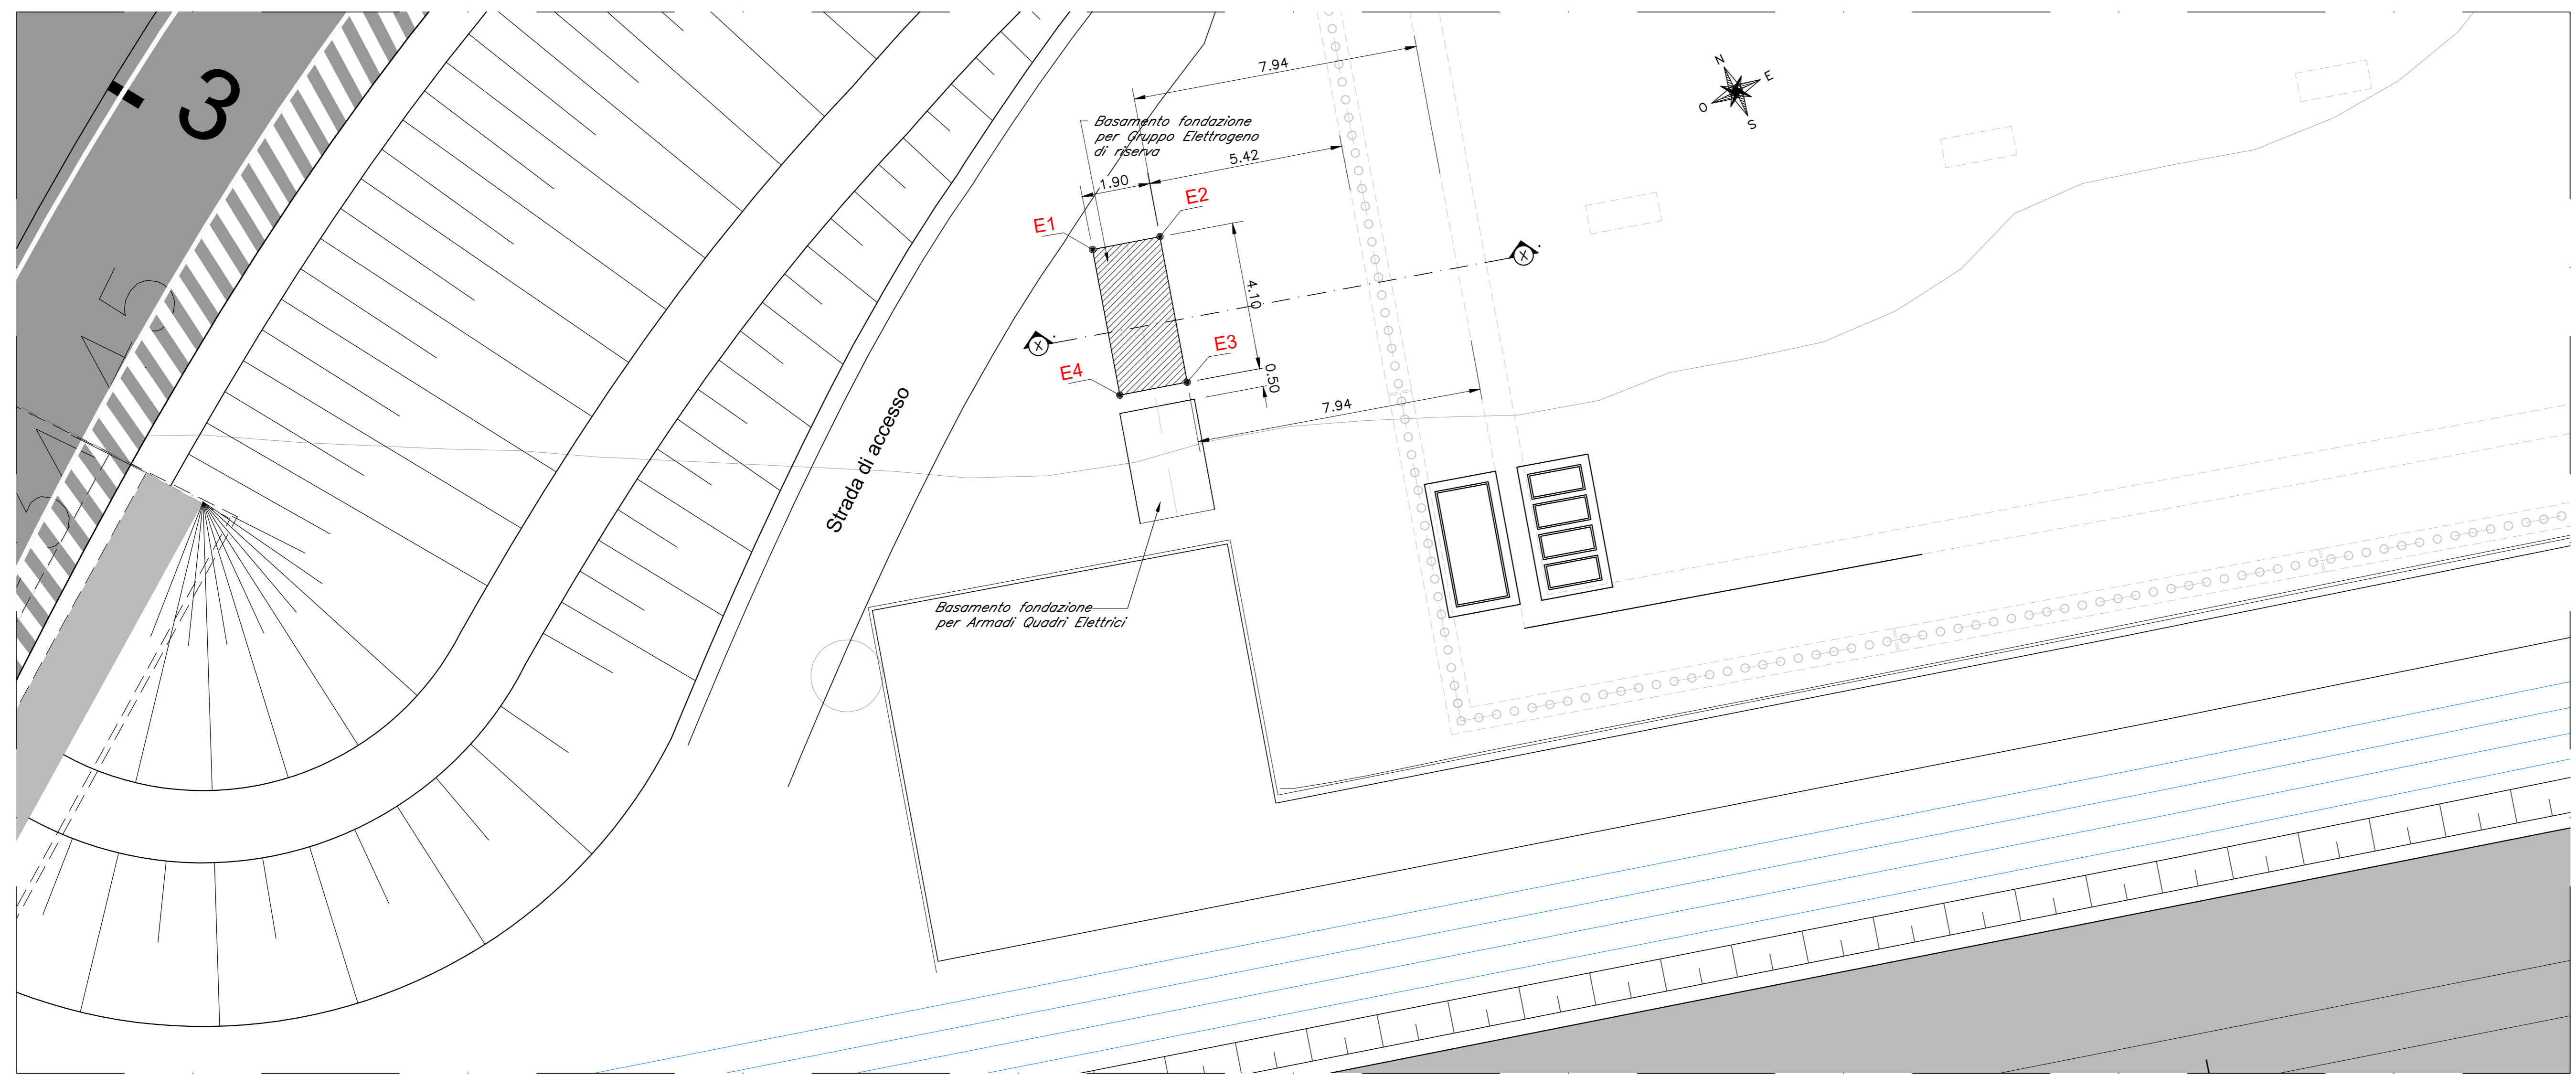 3
7.94
N
E
O
S
Basamento fondazione
per Gruppo Elettrogeno
di riserva
5.42
1.90
E2
E1
X
4.10
X
E3
E4
0.50
7.94
Strada di accesso
Basamento fondazione
per Armadi Quadri Elettrici